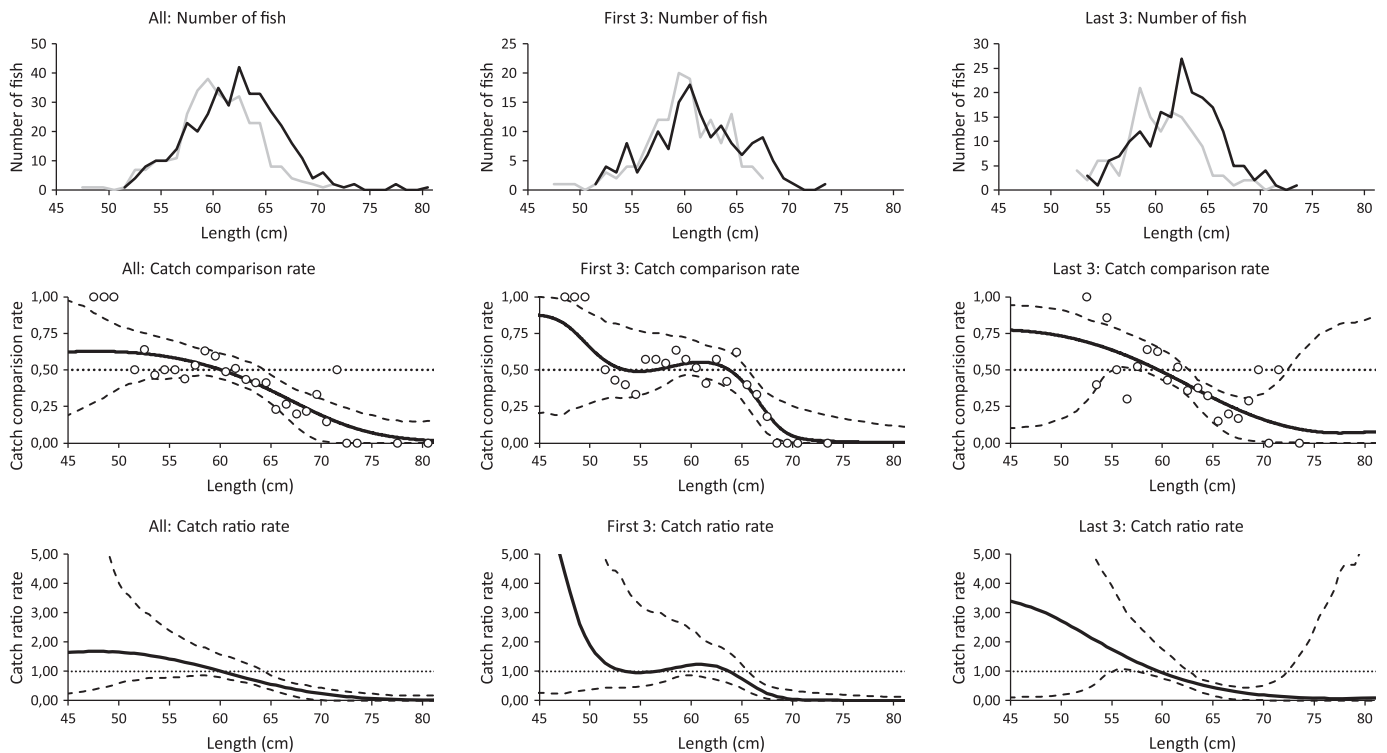 All: Number of fish
First 3: Number of fish
Last 3: Number of fish
Number of fish
50
40
30
20
10
0
45 50 55 60 65 70 75 80
Length (cm)
Number of fish
25
20
15
10
5
0
45 50 55 60 65 70 75 80
Length (cm)
Number of fish
30
25
20
15
10
5
0
45 50 55 60 65 70 75 80
Length (cm)
All: Catch comparison rate
First 3: Catch comparison rate
Last 3: Catch comparison rate
Catch comparision rate
1,00
0,75
0,50
0,25
0,00
45 50 55 60 65 70 75 80
Length (cm)
Catch comparison rate
1,00
0,75
0,50
0,25
0,00
45 50 55 60 65 70 75 80
Length (cm)
Catch comparison rate
1,00
0,75
0,50
0,25
0,00
45 50 55 60 65 70 75 80
Length (cm)
All: Catch ratio rate
First 3: Catch ratio rate
Last 3: Catch ratio rate
Catch ratio rate
5,00
4,00
3,00
2,00
1,00
0,00
45 50 55 60 65 70 75 80
Length (cm)
Catch ratio rate
5,00
4,00
3,00
2,00
1,00
0,00
45 50 55 60 65 70 75 80
Length (cm)
Catch ratio rate
5,00
4,00
3,00
2,00
1,00
0,00
45 50 55 60 65 70 75 80
Length (cm)